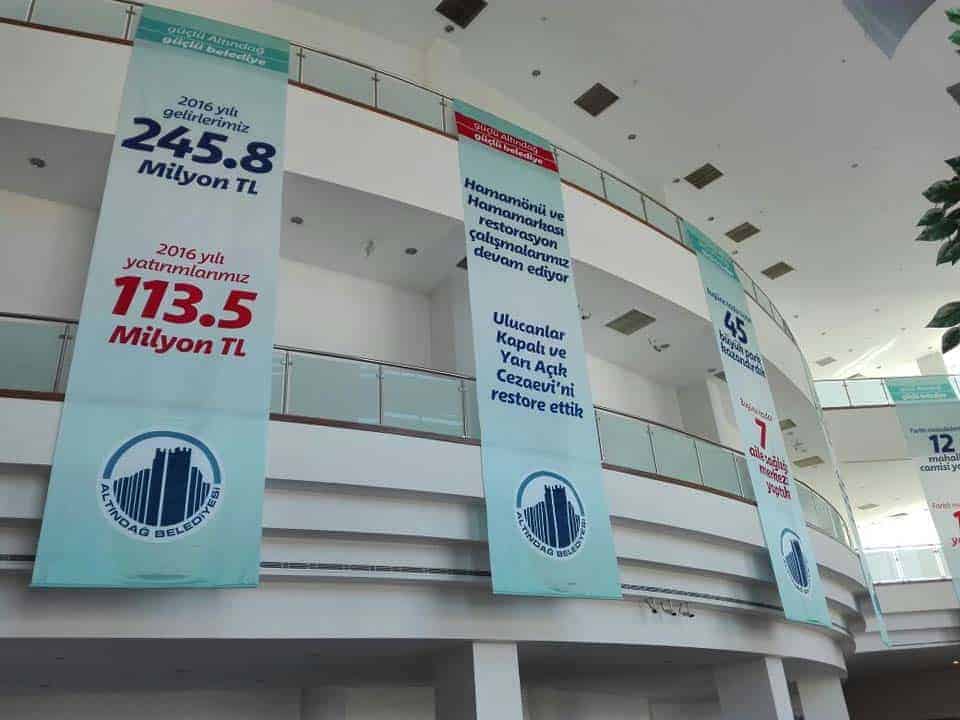 güçlü Altındağ
güçlü belediye
2016 yılı
gelirlerimiz
245.8
Milyon TL
2016 yılı
yatırımlarımız
113.5
Milyon TL
ALTINDAĞ BELEDİYESİ
güçlü Altındağ
güçlü belediye
Hamamönü ve
Hamamarkası
restorasyon
çalışmalarımız
devam ediyor
Ulucanlar
Kapalı ve
Yarı Açık
Cezaevi'ni
restore ettik
ALTINDAĞ BELEDİYESİ
45
büyük park
kazandırdık
7
aile sağlığı
merkezi
yaptık
12